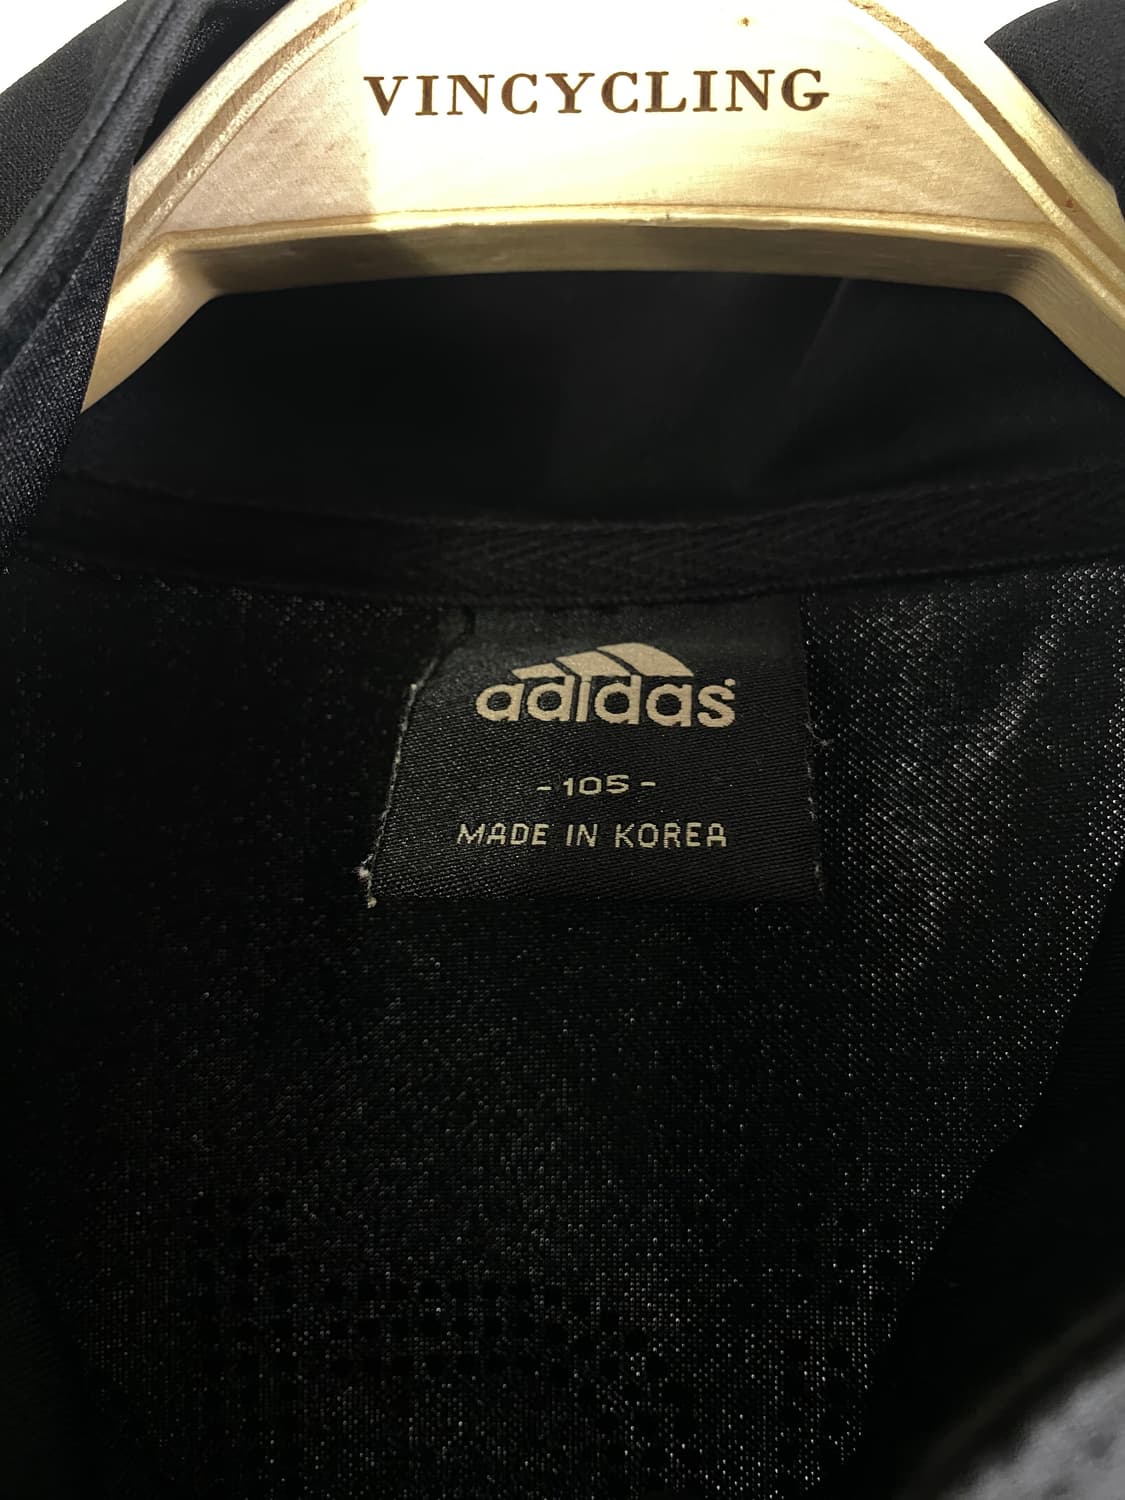 VINCYCLING
adidas
- 105 -
MADE IN KOREA